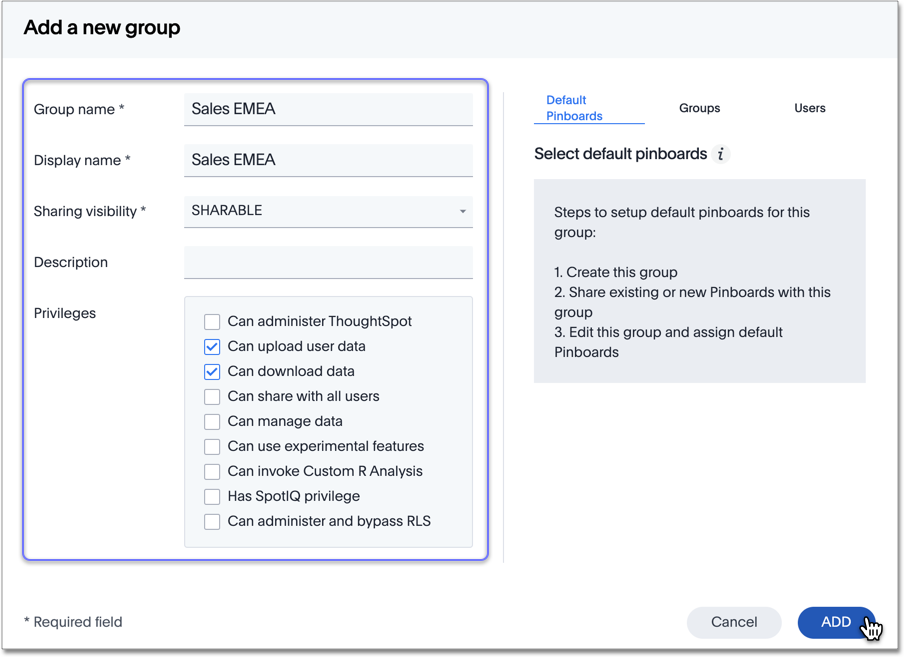 Add a new group
Group name *
Sales EMEA
Display name *
Sales EMEA
Sharing visibility *
SHARABLE
Description
Privileges
Can administer ThoughtSpot
Can upload user data
Can download data
Can share with all users
Can manage data
Can use experimental features
Can invoke Custom R Analysis
Has SpotIQ privilege
Can administer and bypass RLS
Default
Pinboards
Groups
Users
Select default pinboards i
Steps to setup default pinboards for this
group:
1. Create this group
2. Share existing or new Pinboards with this
group
3. Edit this group and assign default
Pinboards
* Required field
Cancel
ADD